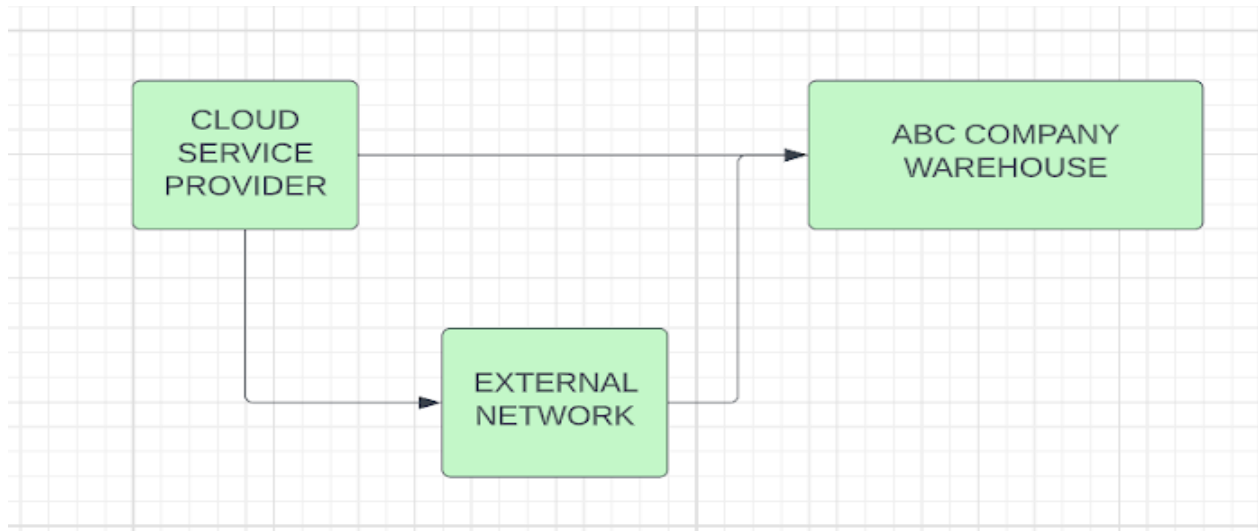 CLOUD
SERVICE
PROVIDER
ABC COMPANY
WAREHOUSE
EXTERNAL
NETWORK